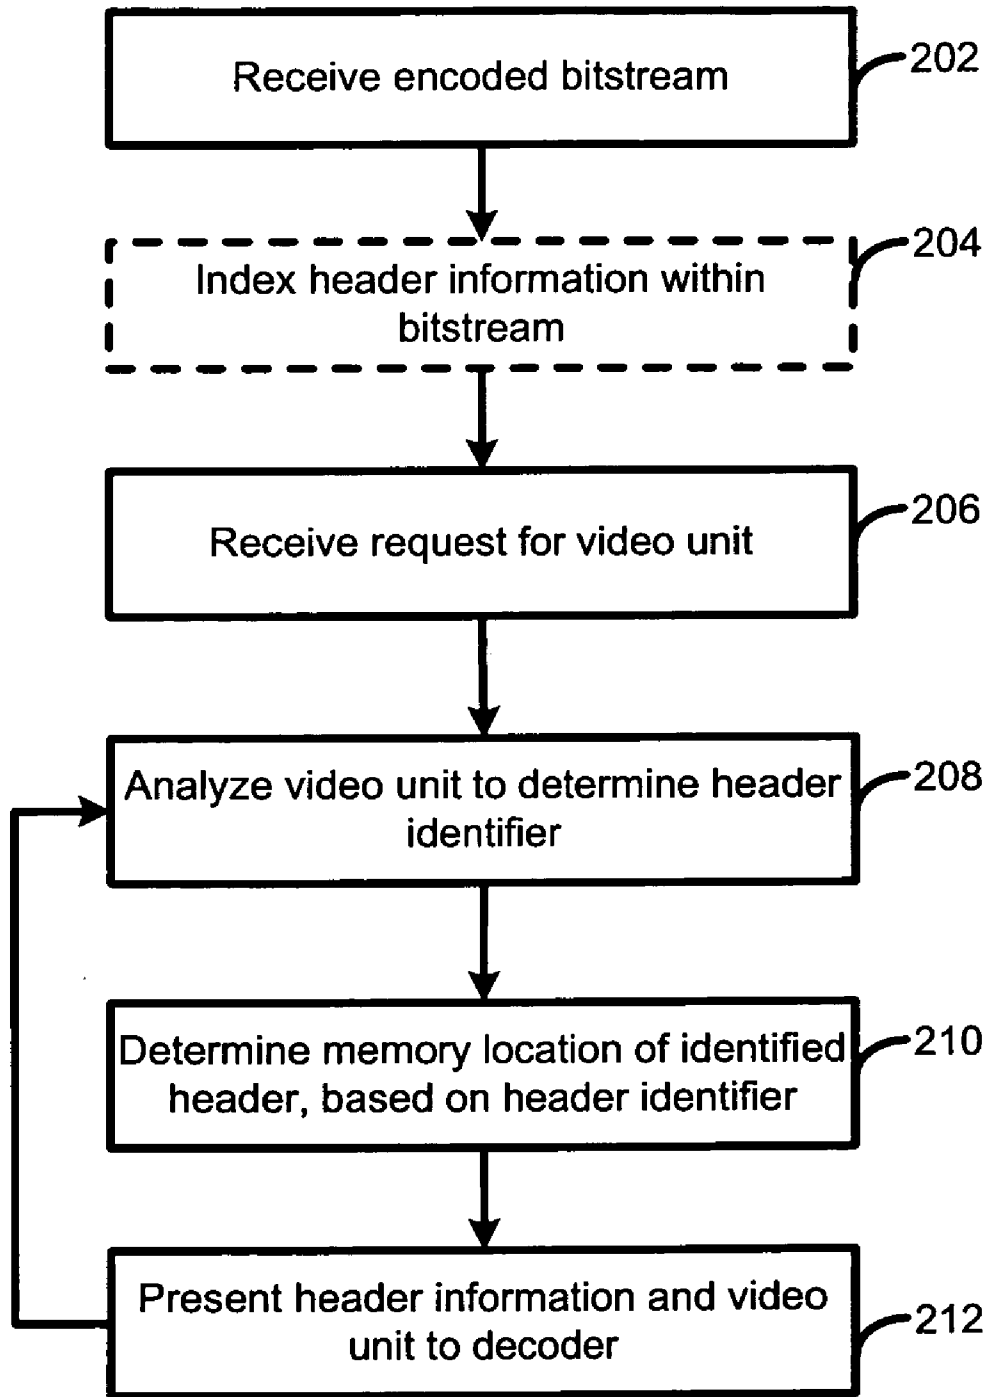 Receive encoded bitstream
202
Index header information within
bitstream
204
Receive request for video unit
206
Analyze video unit to determine header
identifier
208
Determine memory location of identified
header, based on header identifier
210
Present header information and video
unit to decoder
212